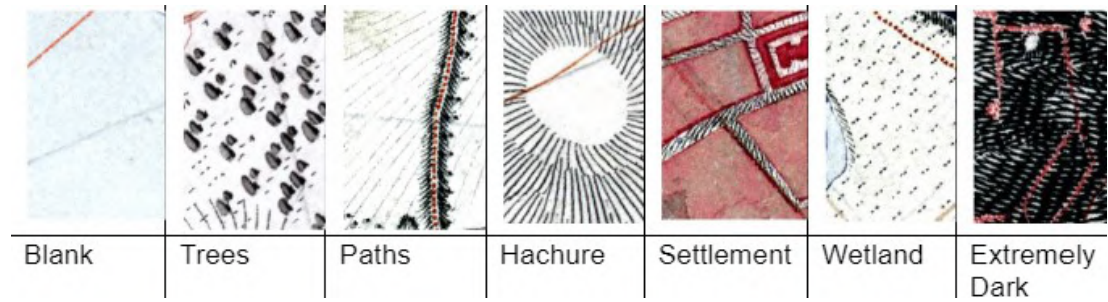 Blank
Trees
Paths
Hachure
Settlement
Wetland
Extremely
Dark